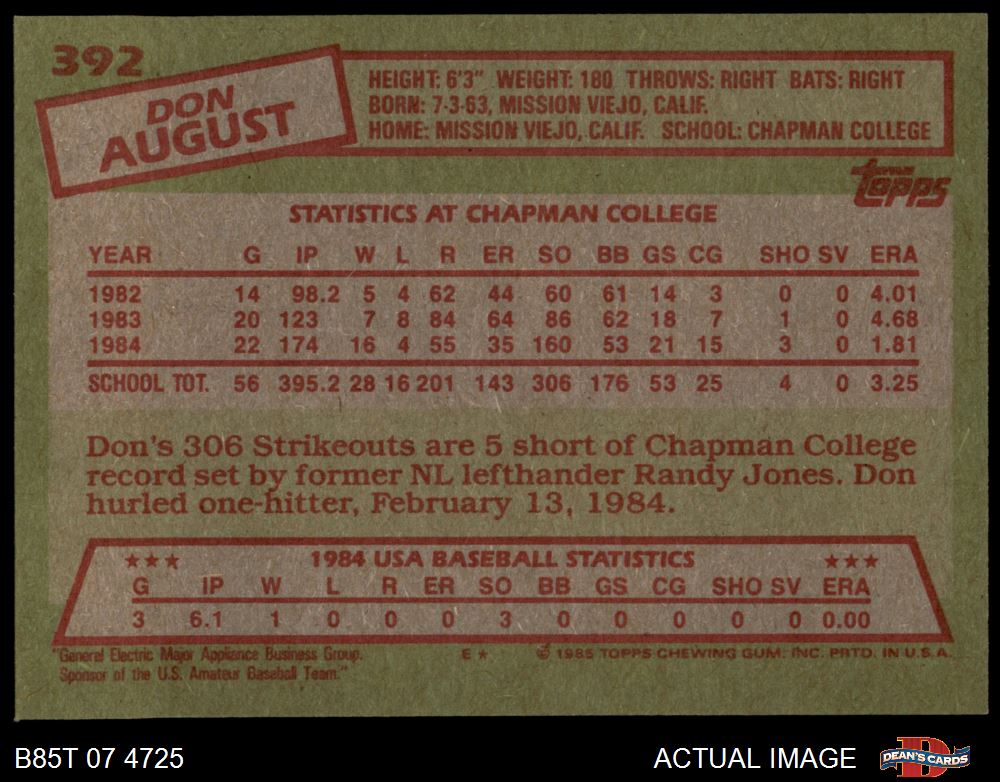 392
DON
AUGUST
HEIGHT: 6'3" WEIGHT: 180 THROWS: RIGHT BATS: RIGHT
BORN: 7-3-63, MISSION VIEJO, CALIF.
HOME: MISSION VIEJO, CALIF. SCHOOL: CHAPMAN COLLEGE
Topps
STATISTICS AT CHAPMAN COLLEGE
YEAR G IP W L R ER SO BB GS CG SHO SV ERA
1982 14 98.2 5 4 62 44 60 61 14 3 0 0 4.01
1983 20 123 7 8 84 64 86 62 18 7 1 0 4.68
1984 22 174 16 4 55 35 160 53 21 15 3 0 1.81
SCHOOL TOT. 56 395.2 28 16 201 143 306 176 53 25 4 0 3.25
Don's 306 Strikeouts are 5 short of Chapman College
record set by former NL lefthander Randy Jones. Don
hurled one-hitter, February 13, 1984.
★★★ 1984 USA BASEBALL STATISTICS ★★★
G IP W L R ER SO BB GS CG SHO SV ERA
3 6.1 1 0 0 0 3 0 0 0 0 0 0.00
"General Electric Major Appliance Business Group. E★ © 1985 TOPPS CHEWING GUM, INC. PRTD. IN U.S.A.
Sponsor of the U.S. Amateur Baseball Team."
B85T 07 4725 ACTUAL IMAGE DEAN'S CARDS